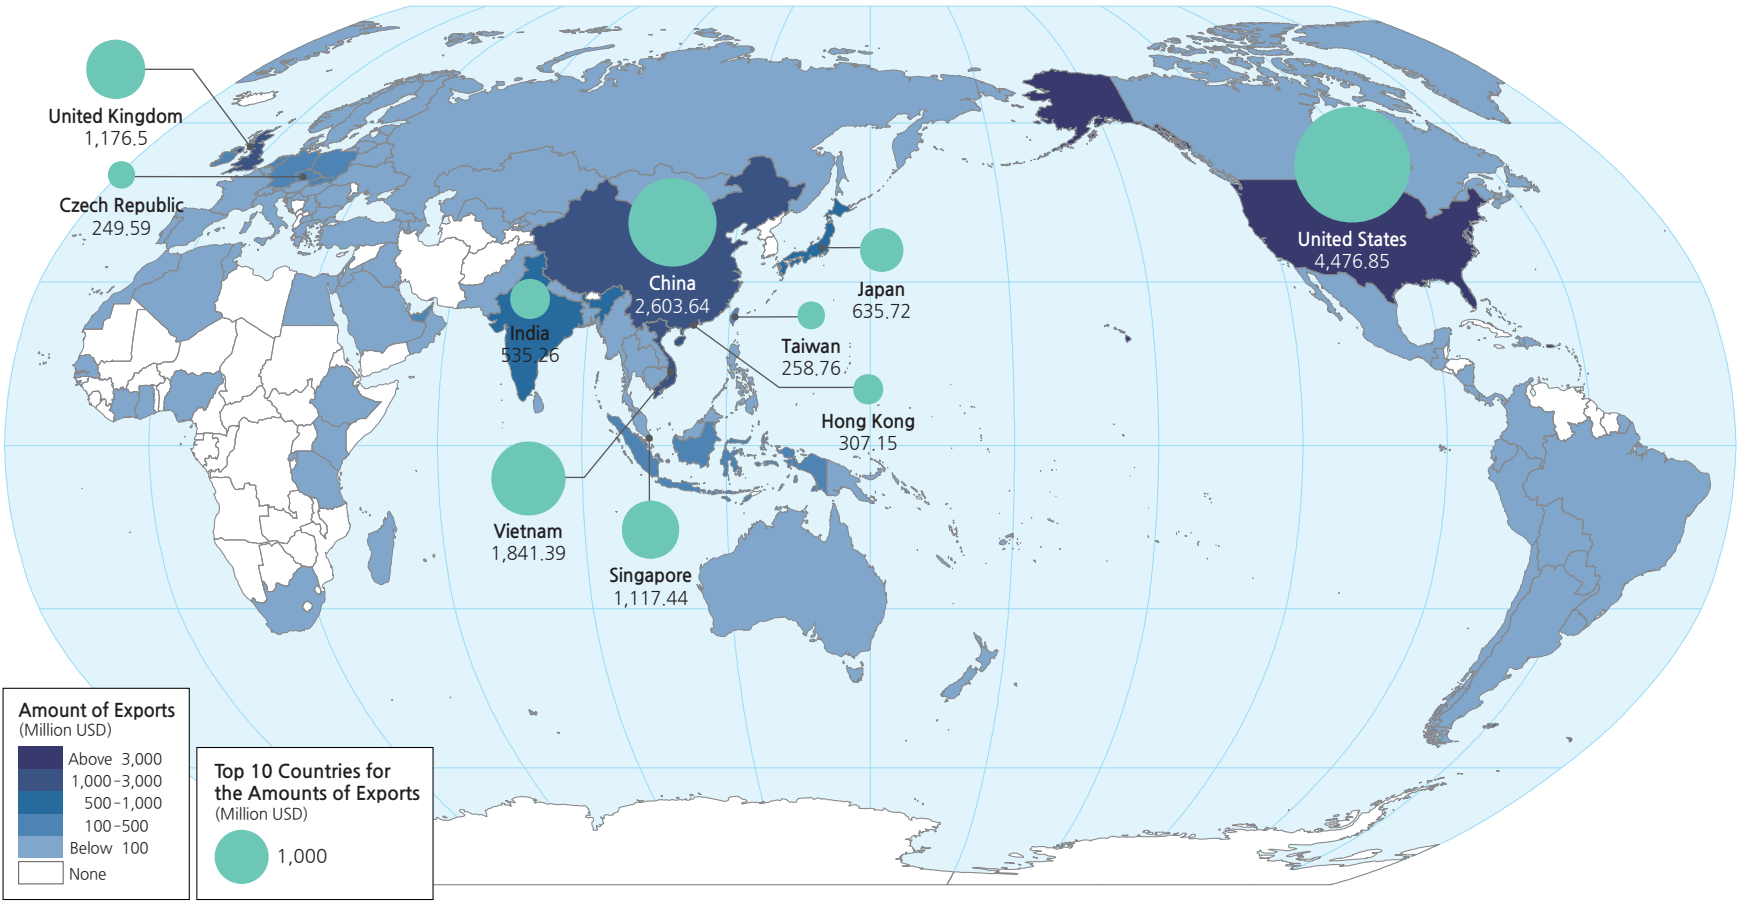 United Kingdom
1,176.5
Czech Republic
249.59
China
2,603.64
India
535.26
Japan
635.72
Taiwan
258.76
Hong Kong
307.15
Vietnam
1,841.39
Singapore
1,117.44
United States
4,476.85
Amount of Exports
(Million USD)
Above 3,000
1,000-3,000
500-1,000
100-500
Below 100
None
Top 10 Countries for
the Amounts of Exports
(Million USD)
1,000